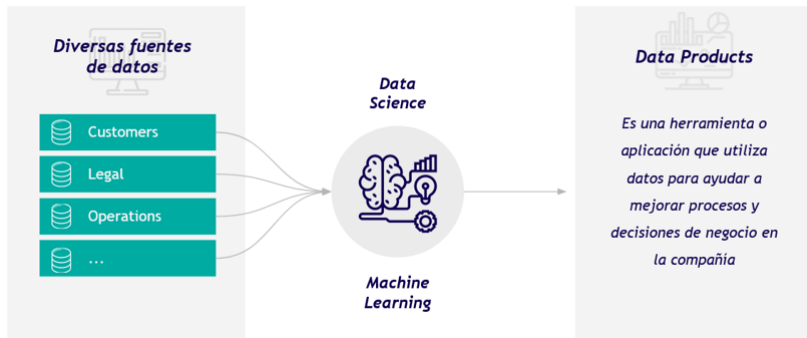 Diversas fuentes
de datos
Customers
Legal
Operations
...
Data
Science
Machine
Learning
Data Products
Es una herramienta o
aplicación que utiliza
datos para ayudar a
mejorar procesos y
decisiones de negocio en
la compañía